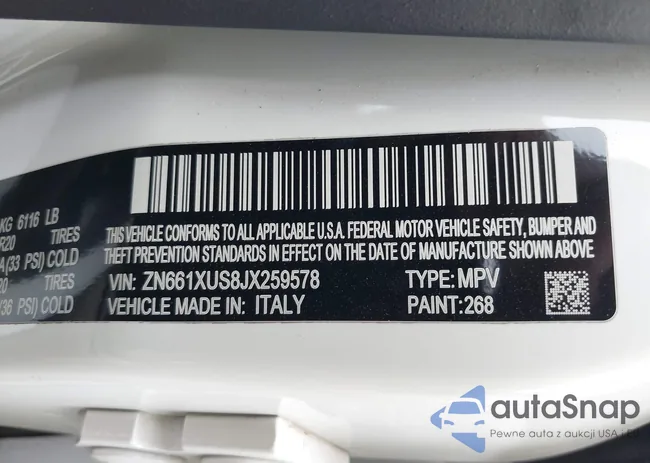 KG 6116 LB
R20 TIRES
A(33 PSI) COLD
20 TIRES
(36 PSI) COLD
THIS VEHICLE CONFORMS TO ALL APPLICABLE U.S.A. FEDERAL MOTOR VEHICLE SAFETY, BUMPER AND
THEFT PREVENTION STANDARDS IN EFFECT ON THE DATE OF MANUFACTURE SHOWN ABOVE
VIN: ZN661XUS8JX259578 TYPE: MPV
VEHICLE MADE IN: ITALY PAINT:268
autaSnap
Pewne auta z aukcji USA